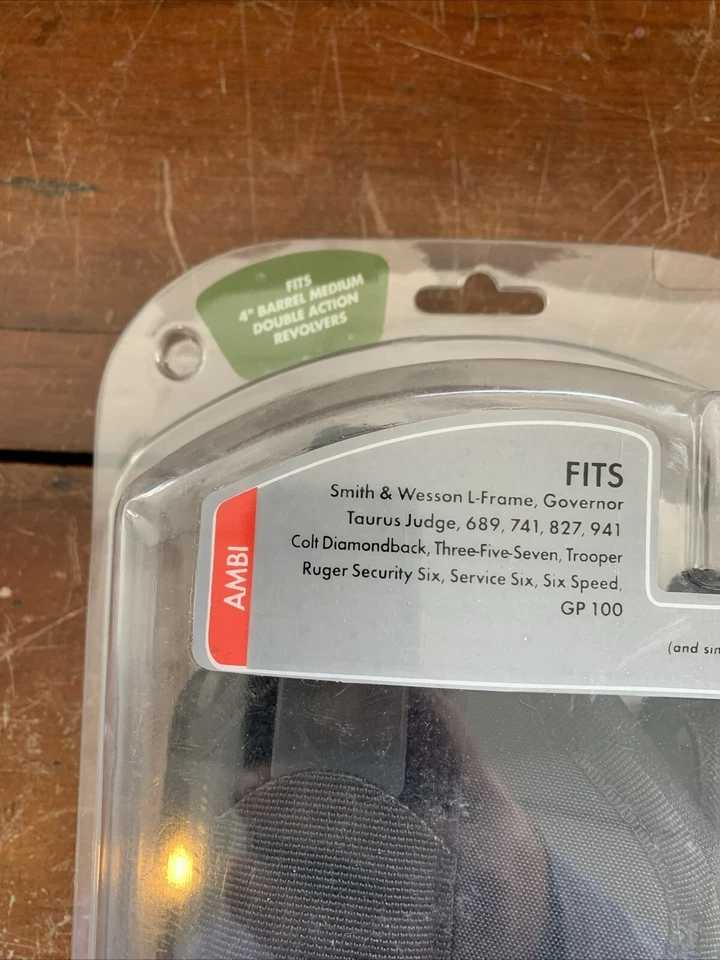 FITS
4" BARREL MEDIUM
DOUBLE ACTION
REVOLVERS
FITS
Smith & Wesson L-Frame, Governor
Taurus Judge, 689, 741, 827, 941
Colt Diamondback, Three-Five-Seven, Trooper
Ruger Security Six, Service Six, Six Speed,
GP 100
(and
AMBI